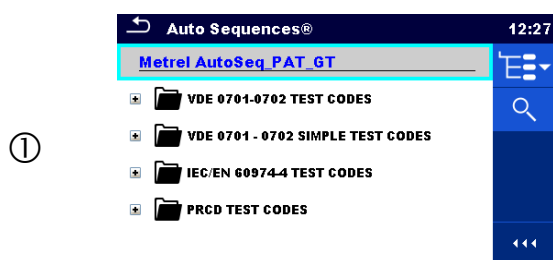 Auto Sequences® 12:27
Metrel AutoSeq_PAT_GT
VDE 0701-0702 TEST CODES
VDE 0701 - 0702 SIMPLE TEST CODES
①
IEC/EN 60974-4 TEST CODES
PRCD TEST CODES